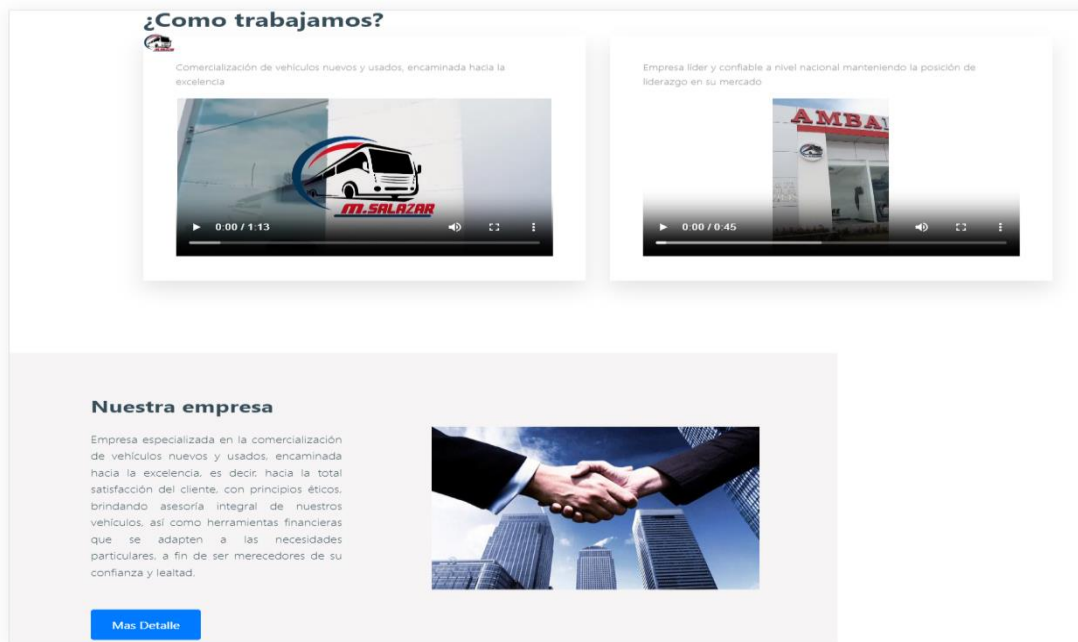 ¿Como trabajamos?
Comercialización de vehículos nuevos y usados, encaminada hacia la
excelencia
M.SALAZAR
0:00 / 1:13
Empresa líder y confiable a nivel nacional manteniendo la posición de
liderazgo en su mercado
AMBA
0:00 / 0:45
Nuestra empresa
Empresa especializada en la comercialización
de vehículos nuevos y usados, encaminada
hacia la excelencia, es decir, hacia la total
satisfacción del cliente, con principios éticos,
brindando asesoría integral de nuestros
vehículos, así como herramientas financieras
que se adapten a las necesidades
particulares, a fin de ser merecedores de su
confianza y lealtad.
Mas Detalle